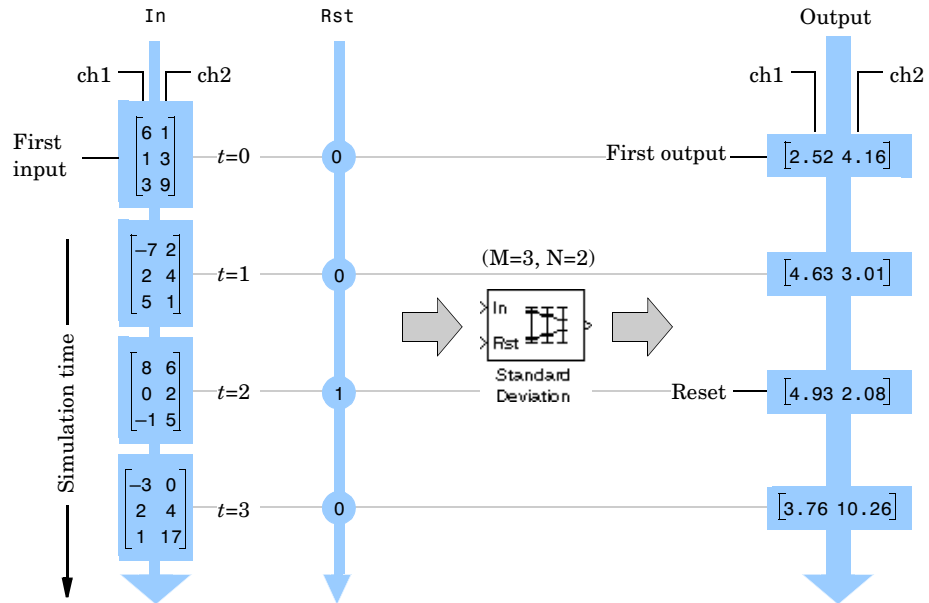 In
Rst
Output
ch1
ch2
ch1
ch2
First
input
6 1
1 3
3 9
t=0
0
First output
[2.52 4.16]
Simulation time
−7 2
2 4
5 1
t=1
0
(M=3, N=2)
[4.63 3.01]
In
Rst
Standard
Deviation
8 6
0 2
−1 5
t=2
1
Reset
[4.93 2.08]
−3 0
2 4
1 17
t=3
0
[3.76 10.26]